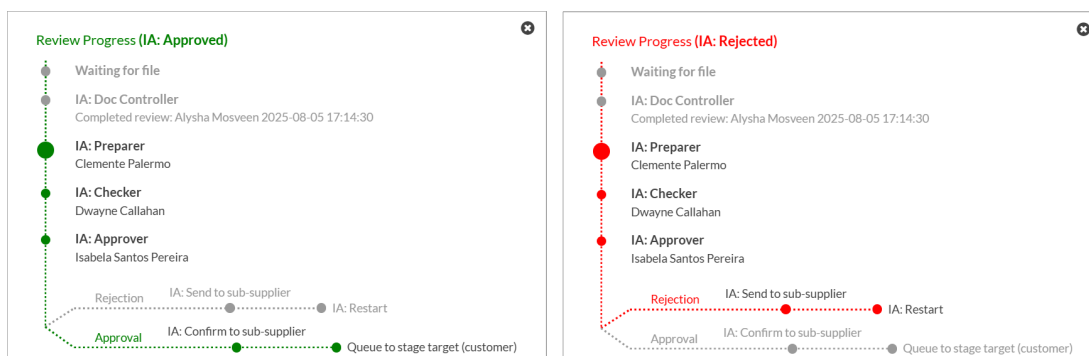 Review Progress (IA: Approved)
Waiting for file
IA: Doc Controller
Completed review: Alysha Mosveen 2025-08-05 17:14:30
IA: Preparer
Clemente Palermo
IA: Checker
Dwayne Callahan
IA: Approver
Isabela Santos Pereira
IA: Send to sub-supplier
Rejection
IA: Restart
IA: Confirm to sub-supplier
Approval
Queue to stage target (customer)
Review Progress (IA: Rejected)
Waiting for file
IA: Doc Controller
Completed review: Alysha Mosveen 2025-08-05 17:14:30
IA: Preparer
Clemente Palermo
IA: Checker
Dwayne Callahan
IA: Approver
Isabela Santos Pereira
IA: Send to sub-supplier
Rejection
IA: Restart
IA: Confirm to sub-supplier
Approval
Queue to stage target (customer)